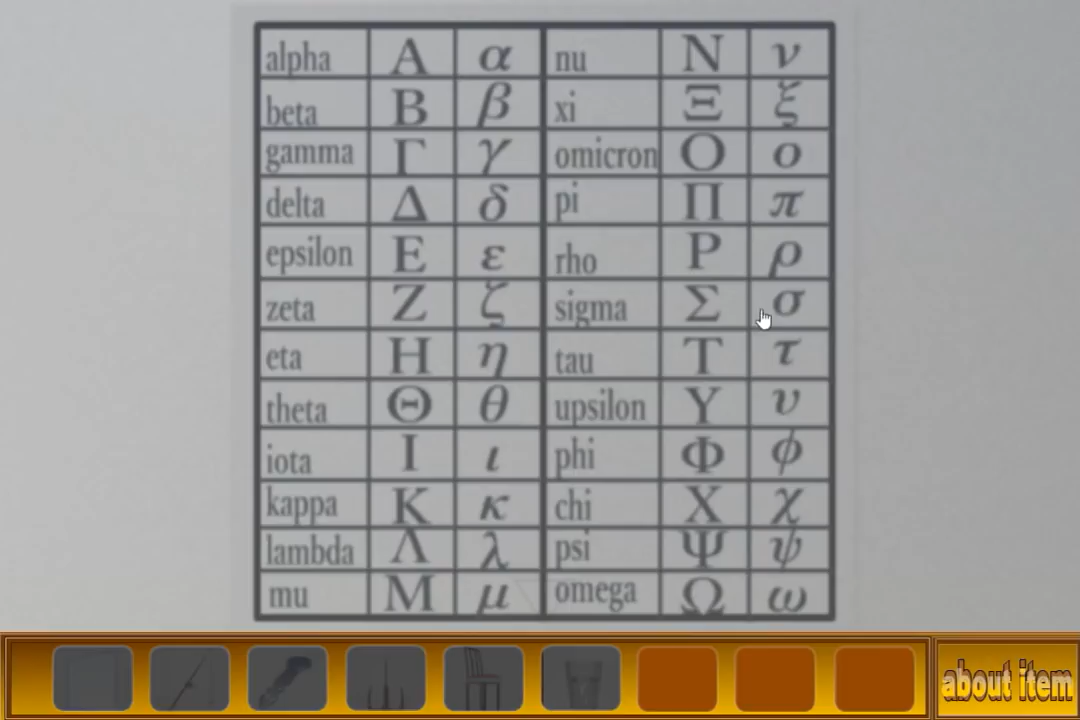 alpha Α α nu Ν ν
beta Β β xi Ξ ξ
gamma Γ γ omicron Ο ο
delta Δ δ pi Π π
epsilon Ε ε rho Ρ ρ
zeta Ζ ζ sigma Σ σ
eta Η η tau Τ τ
theta Θ θ upsilon Υ υ
iota Ι ι phi Φ ϕ
kappa Κ κ chi Χ χ
lambda Λ λ psi Ψ ψ
mu Μ μ omega Ω ω
about item